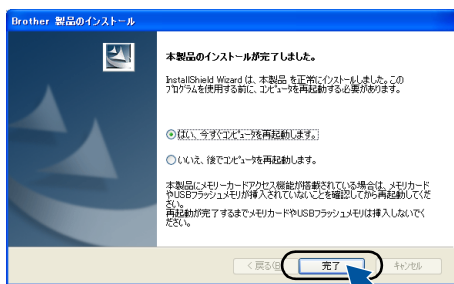 Brother 製品のインストール
本製品のインストールが完了しました。
InstallShield Wizard は、本製品 を正常にインストールしました。この
プログラムを使用する前に、コンピュータを再起動する必要があります。
はい、今すぐコンピュータを再起動します。
いいえ、後でコンピュータを再起動します。
本製品にメモリーカードアクセス機能が搭載されている場合は、メモリカード
やUSBフラッシュメモリが挿入されていないことを確認してから再起動してくだ
さい。
再起動が完了するまでメモリカードやUSBフラッシュメモリは挿入しないでく
ださい。
< 戻る(B) 完了 キャンセル